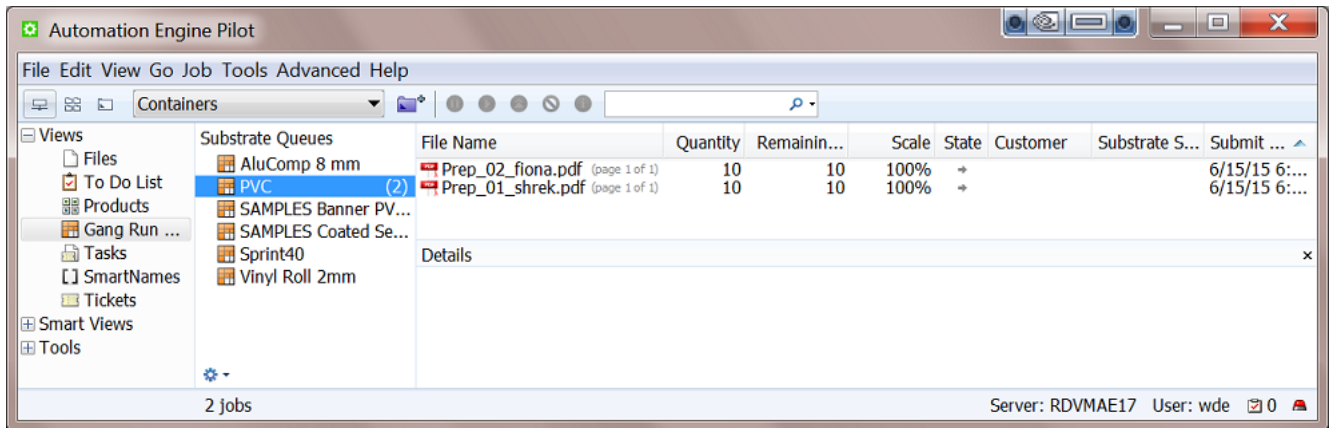 Automation Engine Pilot
File Edit View Go Job Tools Advanced Help
Containers
Views
Files
To Do List
Products
Gang Run ...
Tasks
SmartNames
Tickets
Smart Views
Tools
Substrate Queues
AluComp 8 mm
PVC (2)
SAMPLES Banner PV...
SAMPLES Coated Se...
Sprint40
Vinyl Roll 2mm
File Name Quantity Remainin... Scale State Customer Substrate S... Submit ...
Prep_02_fiona.pdf (page 1 of 1) 10 10 100% 6/15/15 6:...
Prep_01_shrek.pdf (page 1 of 1) 10 10 100% 6/15/15 6:...
Details
2 jobs
Server: RDVMAE17 User: wde 0